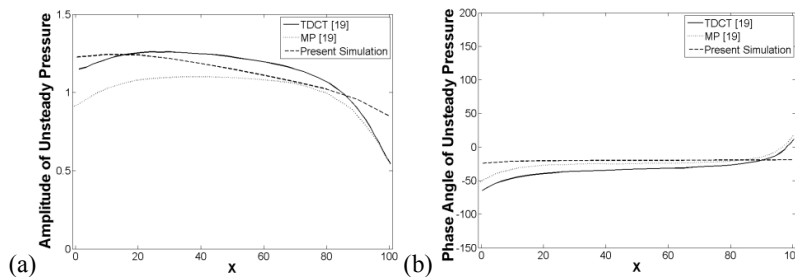 (a)
Amplitude of Unsteady Pressure
1.5
1
0.5
0
0
20
40
60
80
100
X
TDCT [19]
MP [19]
Present Simulation
(b)
Phase Angle of Unsteady Pressure
200
150
100
50
0
-50
-100
-150
0
20
40
60
80
100
X
TDCT [19]
MP [19]
Present Simulation